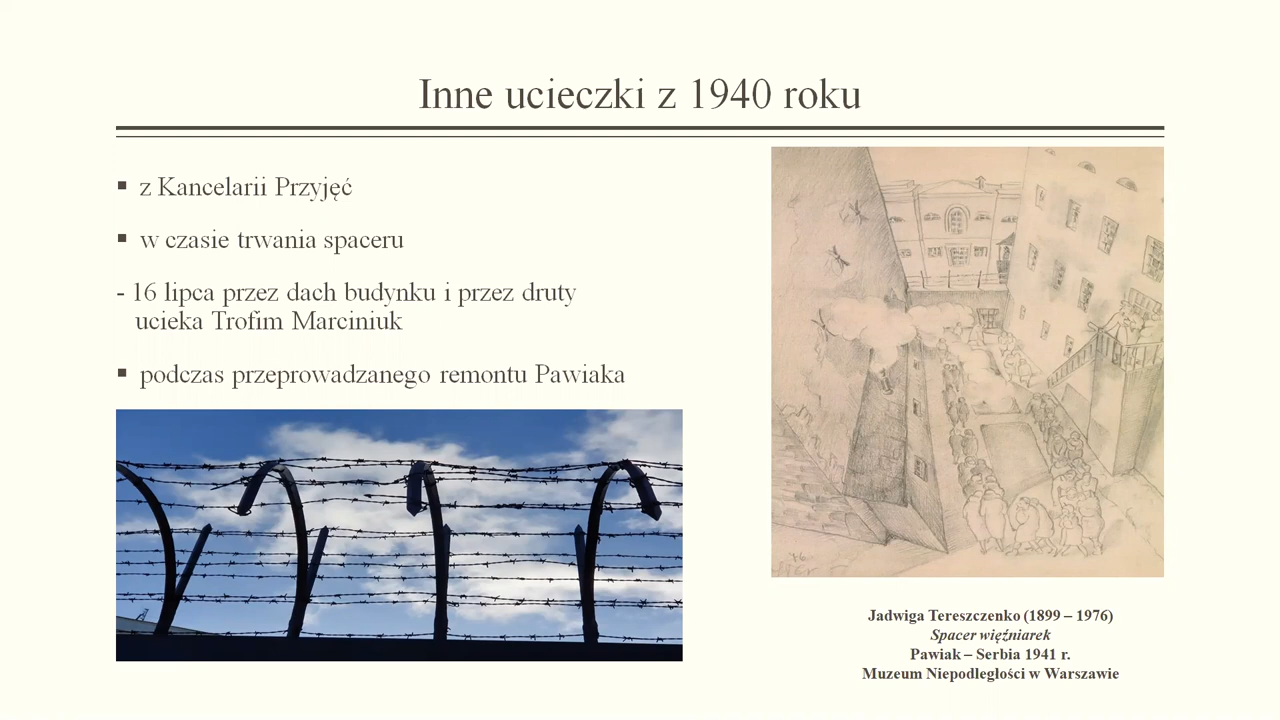 Inne ucieczki z 1940 roku
▪ z Kancelarii Przyjęć
▪ w czasie trwania spaceru
- 16 lipca przez dach budynku i przez druty
ucieka Trofim Marciniuk
▪ podczas przeprowadzanego remontu Pawiaka
Jadwiga Tereszczenko (1899 – 1976)
Spacer więźniarek
Pawiak – Serbia 1941 r.
Muzeum Niepodległości w Warszawie